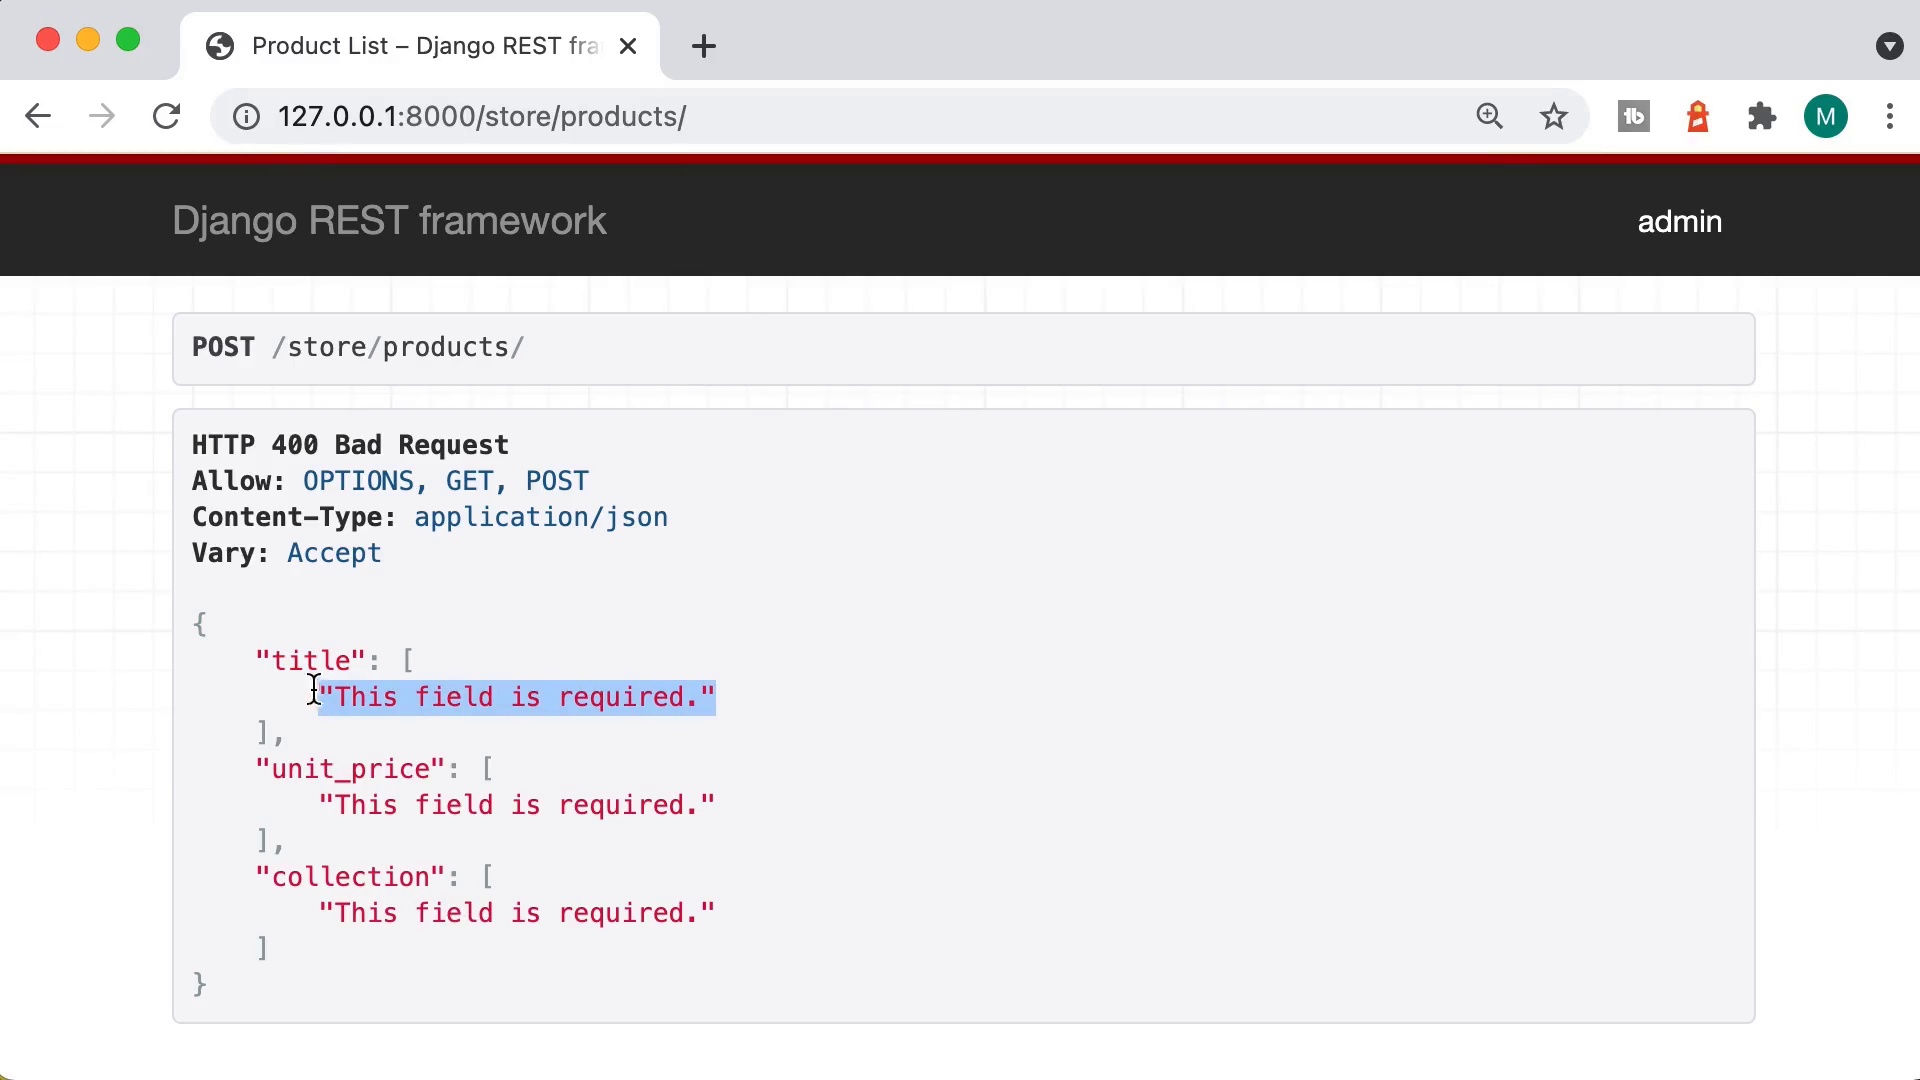 Product List – Django REST fra
127.0.0.1:8000/store/products/
tb
M
Django REST framework
admin
POST /store/products/
HTTP 400 Bad Request
Allow: OPTIONS, GET, POST
Content-Type: application/json
Vary: Accept
{
"title": [
"This field is required."
],
"unit_price": [
"This field is required."
],
"collection": [
"This field is required."
]
}